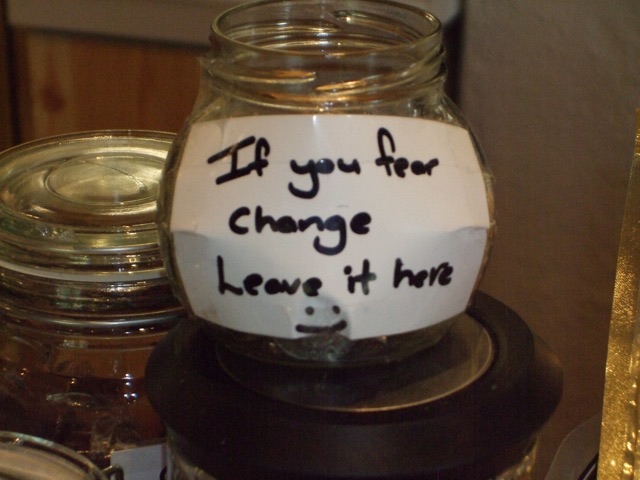 If you fear
change
Leave it here